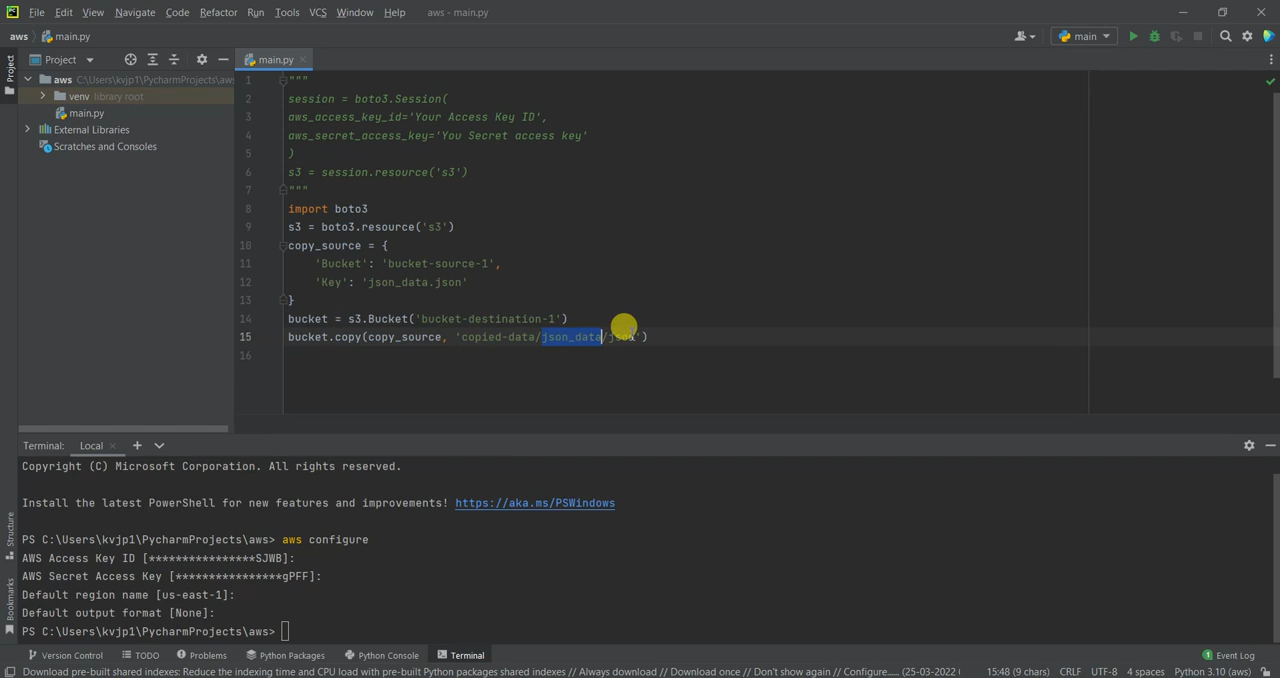 File Edit View Navigate Code Refactor Run Tools VCS Window Help aws - main.py
aws main.py main
Project main.py
aws C:\Users\kvjp1\PycharmProjects\aws
venv library root
main.py
External Libraries
Scratches and Consoles
Project
1 """
2 session = boto3.Session(
3 aws_access_key_id='Your Access Key ID',
4 aws_secret_access_key='You Secret access key'
5 )
6 s3 = session.resource('s3')
7 """
8 import boto3
9 s3 = boto3.resource('s3')
10 copy_source = {
11 'Bucket': 'bucket-source-1',
12 'Key': 'json_data.json'
13 }
14 bucket = s3.Bucket('bucket-destination-1')
15 bucket.copy(copy_source, 'copied-data/json_data/json')
16
Terminal: Local
Copyright (C) Microsoft Corporation. All rights reserved.
Install the latest PowerShell for new features and improvements! https://aka.ms/PSWindows
PS C:\Users\kvjp1\PycharmProjects\aws> aws configure
AWS Access Key ID [****************SJWB]:
AWS Secret Access Key [****************gPFF]:
Default region name [us-east-1]:
Default output format [None]:
PS C:\Users\kvjp1\PycharmProjects\aws>
Structure
Bookmarks
Version Control TODO Problems Python Packages Python Console Terminal Event Log
Download pre-built shared indexes: Reduce the indexing time and CPU load with pre-built Python packages shared indexes // Always download // Download once // Don't show again // Configure... (25-03-2022 15:48 (9 chars) CRLF UTF-8 4 spaces Python 3.10 (aws)